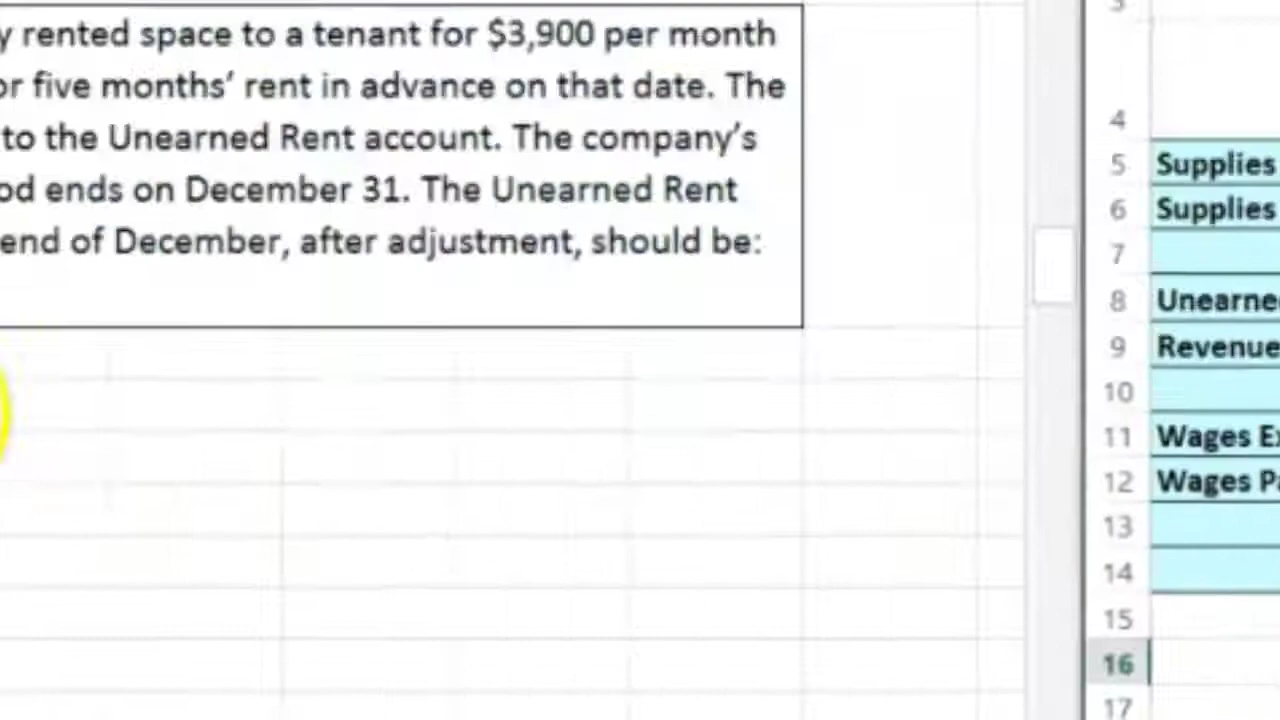 y rented space to a tenant for $3,900 per month
or five months' rent in advance on that date. The
to the Unearned Rent account. The company's
od ends on December 31. The Unearned Rent
end of December, after adjustment, should be:
4
5 Supplies
6 Supplies
7
8 Unearne
9 Revenue
10
11 Wages Ex
12 Wages Pa
13
14
15
16
17